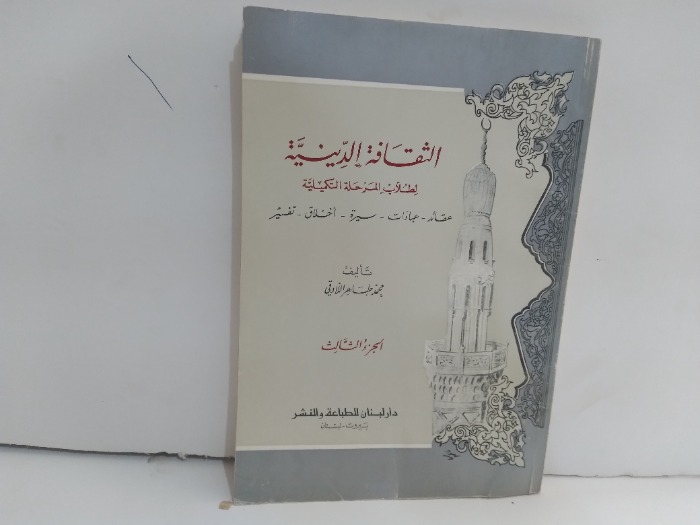 الثقافة الدينية
لطلاب المرحلة التكميلية
عقائد - عبادات - سيرة - أخلاق - تفسير
تأليف
محمد طاهر اللادقي
الجزء الثالث
دار لبنان للطباعة والنشر
بيروت - لبنان